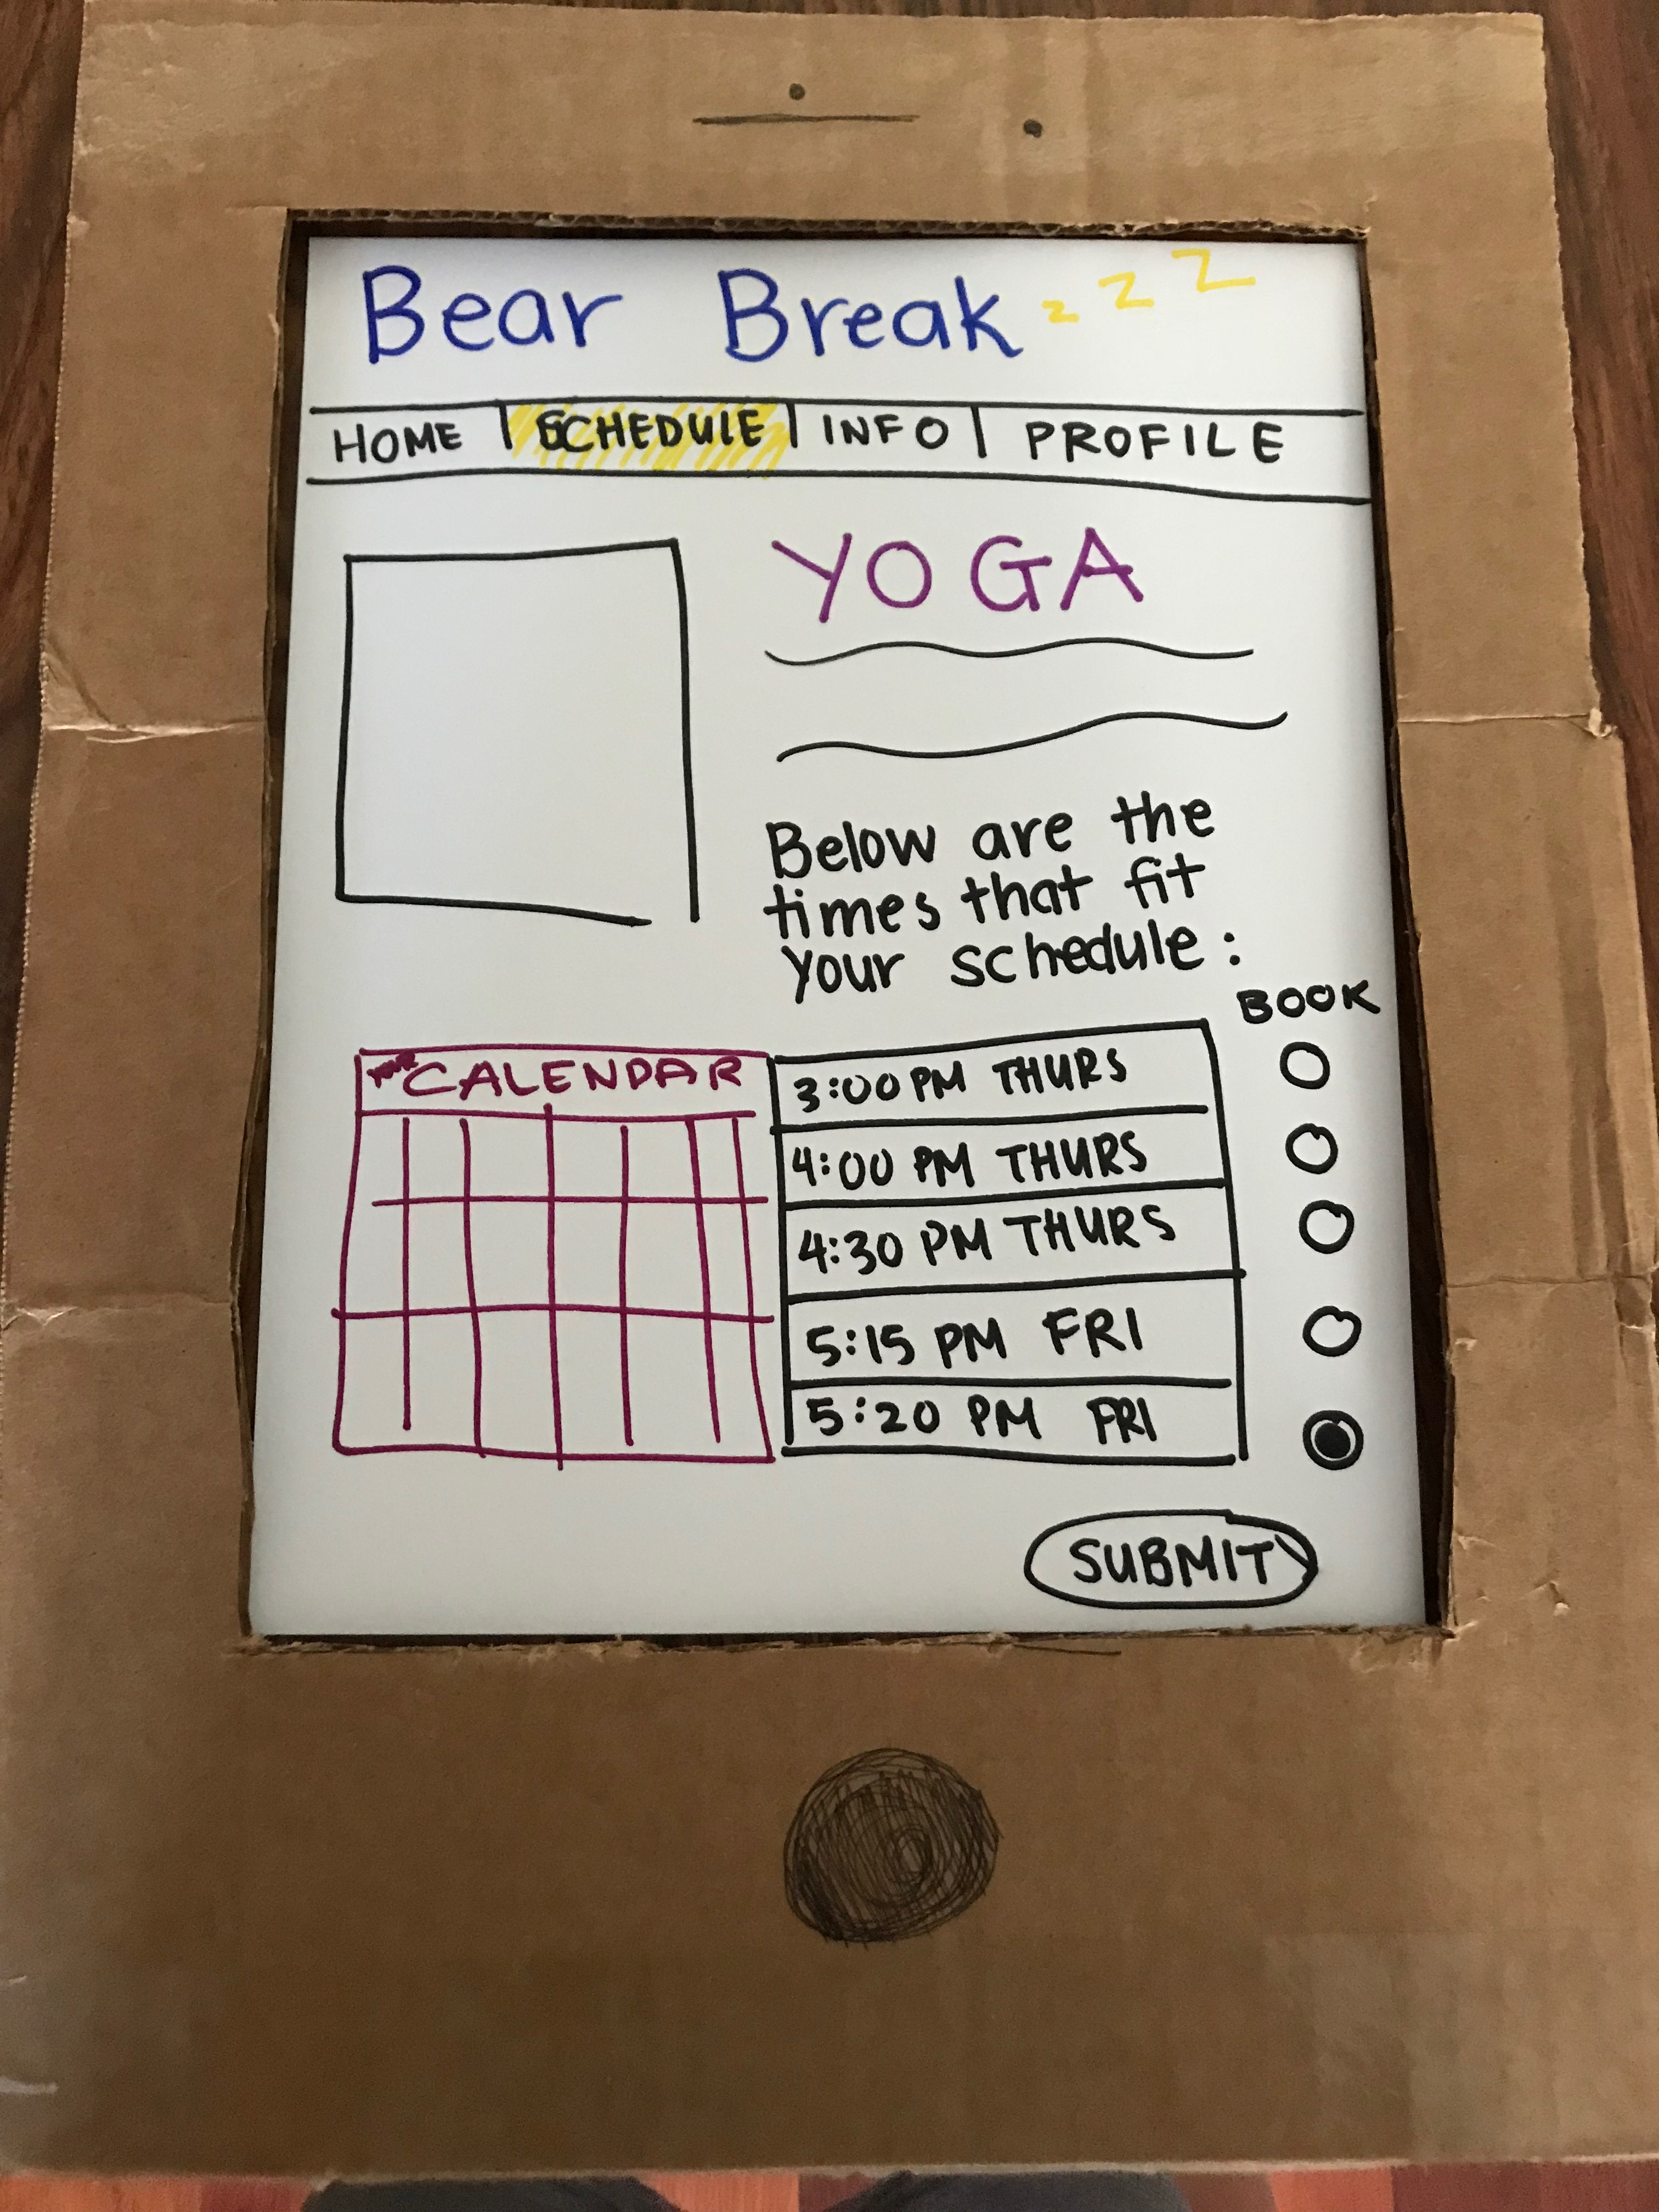 Bear Break z z Z
HOME | SCHEDULE | INFO | PROFILE
YOGA
Below are the
times that fit
your schedule:
BOOK
CALENDAR
3:00 PM THURS
4:00 PM THURS
4:30 PM THURS
5:15 PM FRI
5:20 PM FRI
SUBMIT